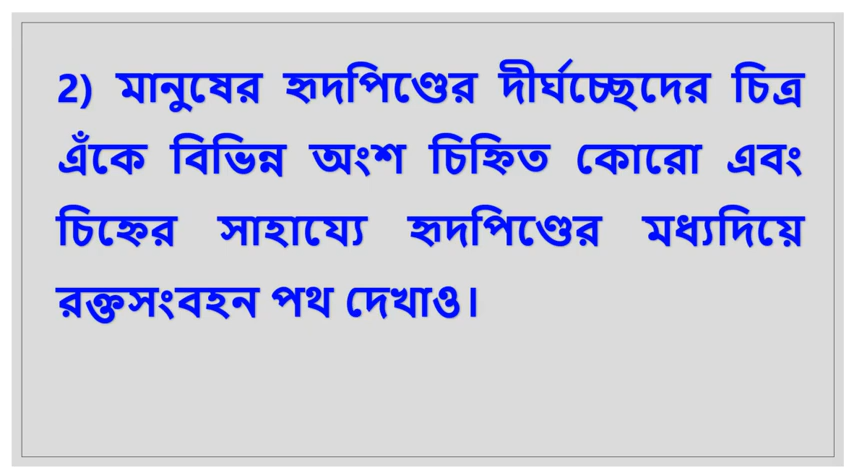 2) মানুষের হৃদপিণ্ডের দীর্ঘচ্ছেদের চিত্র
এঁকে বিভিন্ন অংশ চিহ্নিত কোরো এবং
চিহ্নের সাহায্যে হৃদপিণ্ডের মধ্যদিয়ে
রক্তসংবহন পথ দেখাও।